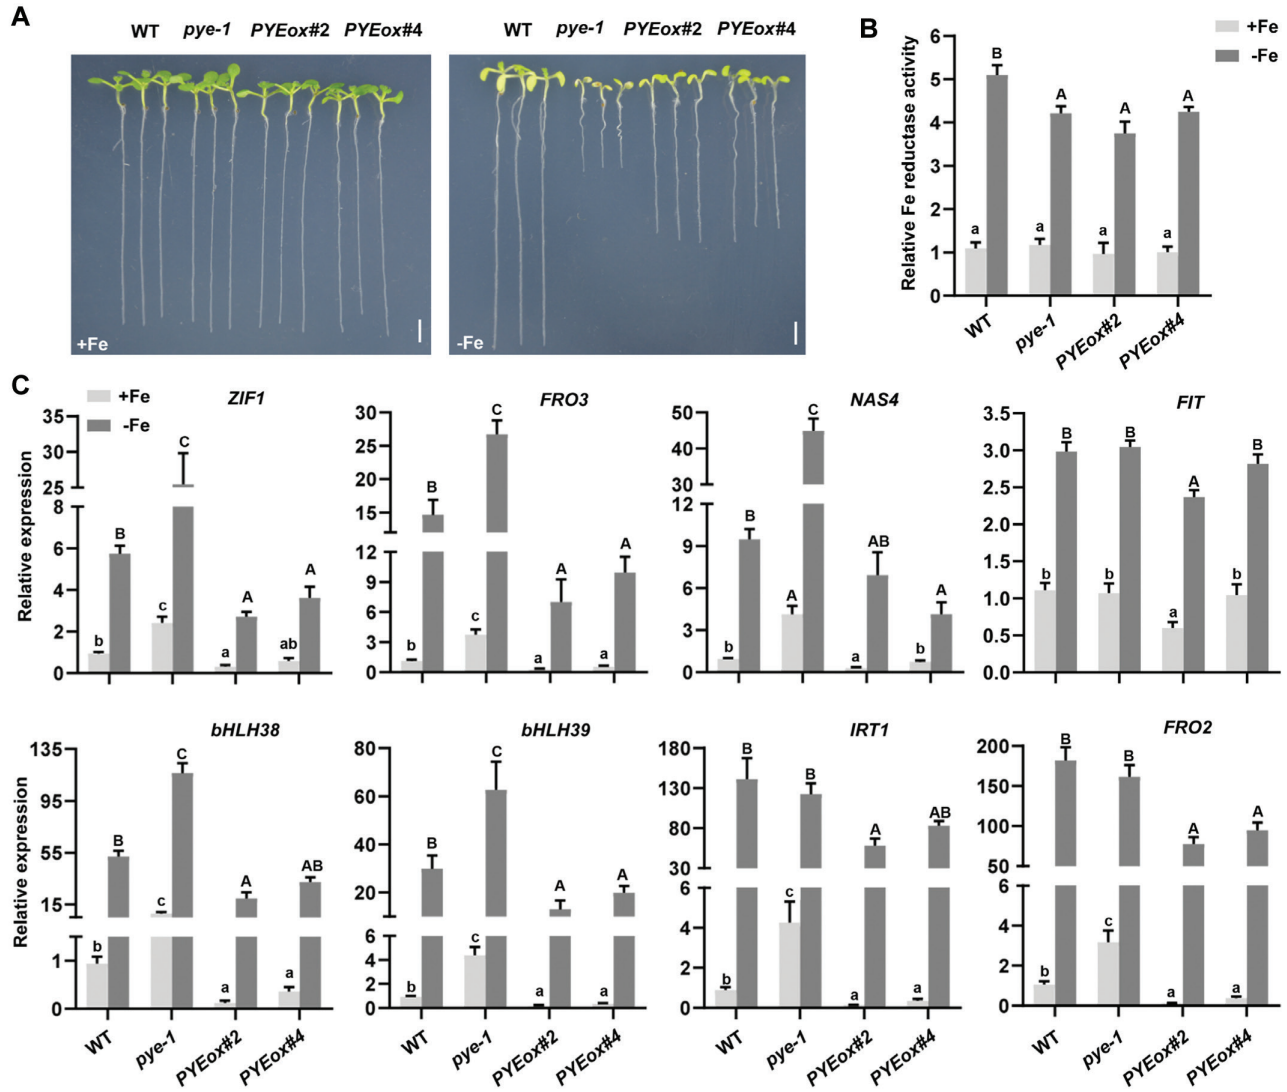 A
WT pye-1 PYEox#2 PYEox#4
WT pye-1 PYEox#2 PYEox#4
+Fe
-Fe
B
+Fe
-Fe
Relative Fe reductase activity
6
5
4
3
2
1
0
B
A
A
A
a
a
a
a
WT
pye-1
PYEox#2
PYEox#4
C
+Fe
-Fe
ZIF1
Relative expression
35
30
25
8
6
4
2
0
b
B
c
C
a
A
ab
A
FRO3
30
25
20
15
12
9
6
3
0
b
B
c
C
a
A
a
A
NAS4
50
40
30
12
9
6
3
0
b
B
A
C
a
AB
b
A
FIT
3.5
3.0
2.5
2.0
1.5
1.0
0.5
0.0
b
B
b
B
a
A
b
B
bHLH38
Relative expression
135
95
55
15
1
0
b
B
c
C
a
A
a
AB
WT
pye-1
PYEox#2
PYEox#4
bHLH39
80
60
40
20
6
4
2
0
b
B
c
C
a
A
a
A
WT
pye-1
PYEox#2
PYEox#4
IRT1
180
130
80
30
6
4
2
0
b
B
c
B
a
A
a
AB
WT
pye-1
PYEox#2
PYEox#4
FRO2
200
150
100
50
6
4
2
0
b
B
c
B
a
A
a
A
WT
pye-1
PYEox#2
PYEox#4